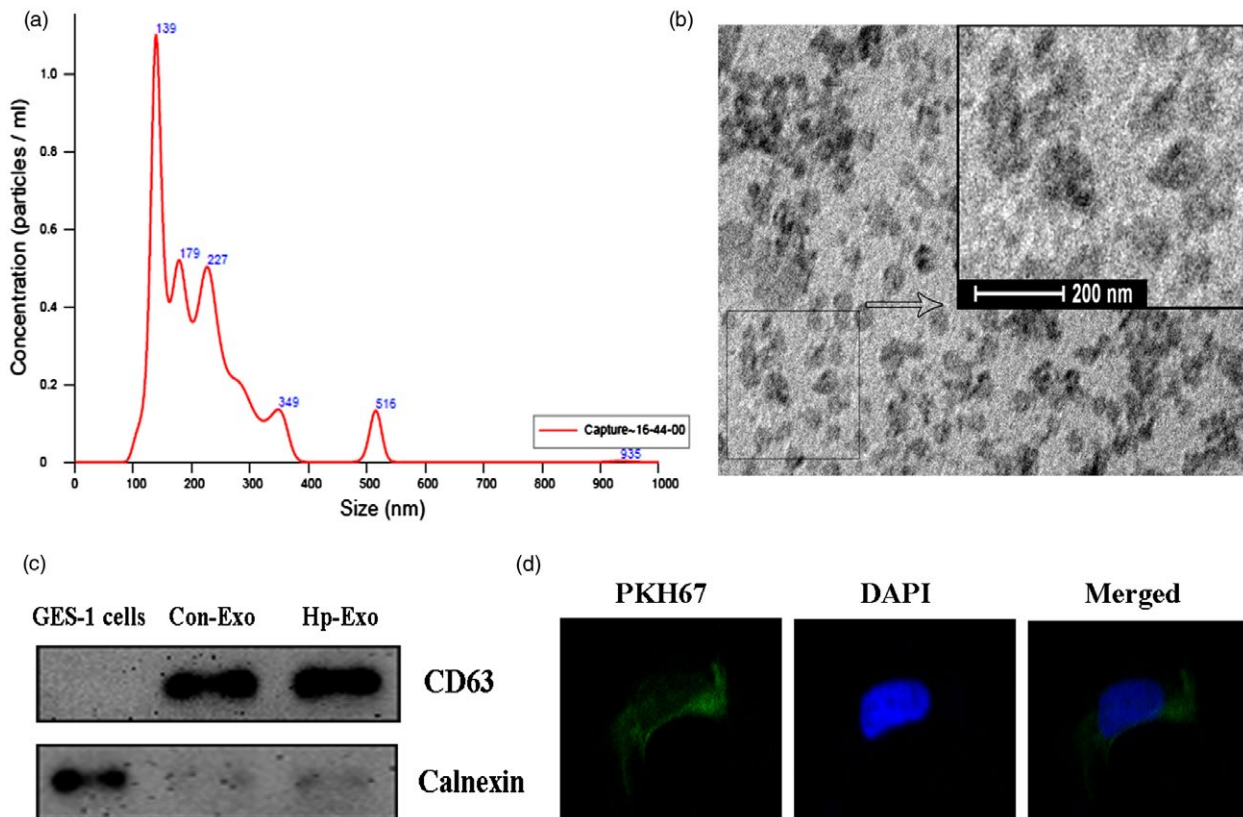 (a)
139
1.0
0.8
0.6
0.4
0.2
0
179
227
349
516
935
Capture~16-44-00
0 100 200 300 400 500 600 700 800 900 1000
Size (nm)
Concentration (particles / ml)
(b)
200 nm
(c)
GES-1 cells Con-Exo Hp-Exo
CD63
Calnexin
(d)
PKH67 DAPI Merged